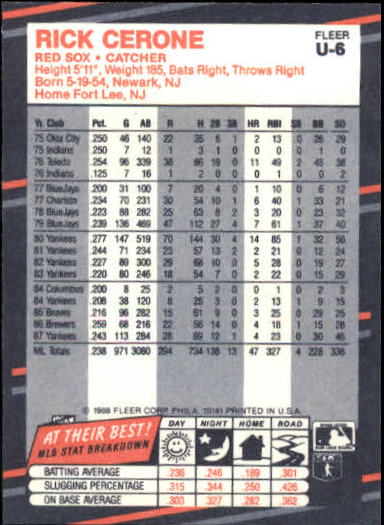 RICK CERONE
FLEER
U-6
RED SOX • CATCHER
Height 5'11", Weight 185, Bats Right, Throws Right
Born 5-19-54, Newark, NJ
Home Fort Lee, NJ
Yr. Club Pct. G AB R H 2B 3B HR RBI SB BB SO
75 Okla City .250 46 140 22 35 6 1 2 13 0 26 29
75 Indians .250 7 12 1 3 0 0 0 0 0 1 0
76 Toledo .254 96 339 38 86 19 0 11 49 2 45 38
76 Indians .125 7 16 2 2 0 0 0 1 0 0 2
77 BlueJays .200 31 100 7 20 4 0 1 10 0 6 12
77 Charlstn .234 70 231 30 54 10 1 6 40 1 33 21
78 BlueJays .223 88 282 25 63 8 2 3 20 0 23 32
79 BlueJays .239 136 469 47 112 27 4 7 61 1 37 40
80 Yankees .277 147 519 70 144 30 4 14 85 1 32 56
81 Yankees .244 71 234 23 57 13 2 2 21 0 12 24
82 Yankees .227 89 300 29 68 10 0 5 28 0 19 27
83 Yankees .220 80 246 18 54 7 0 2 22 0 15 29
84 Columbus .200 8 25 2 5 2 0 0 1 0 2 3
84 Yankees .208 38 120 8 25 3 0 2 13 1 9 15
85 Braves .216 96 282 15 61 9 0 3 25 0 29 25
86 Brewers .259 68 216 22 56 14 0 4 18 1 15 28
87 Yankees .243 113 284 28 69 12 1 4 23 0 30 46
ML Totals .238 971 3080 294 734 138 13 47 327 4 228 336
© 1988 FLEER CORP. PHILA. 19141 PRINTED IN U.S.A.
AT THEIR BEST!
MLB STAT BREAKDOWN
DAY NIGHT HOME ROAD
BATTING AVERAGE .236 .246 .189 .301
SLUGGING PERCENTAGE .315 .344 .250 .426
ON BASE AVERAGE .303 .327 .282 .362